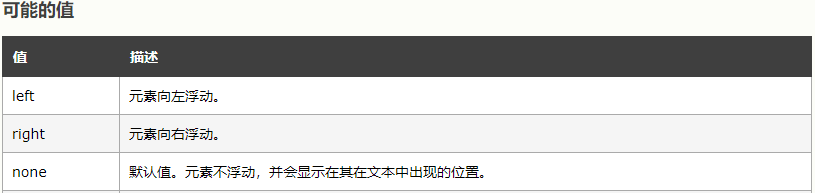 可能的值
值 描述
left 元素向左浮动。
right 元素向右浮动。
none 默认值。元素不浮动，并会显示在其在文本中出现的位置。